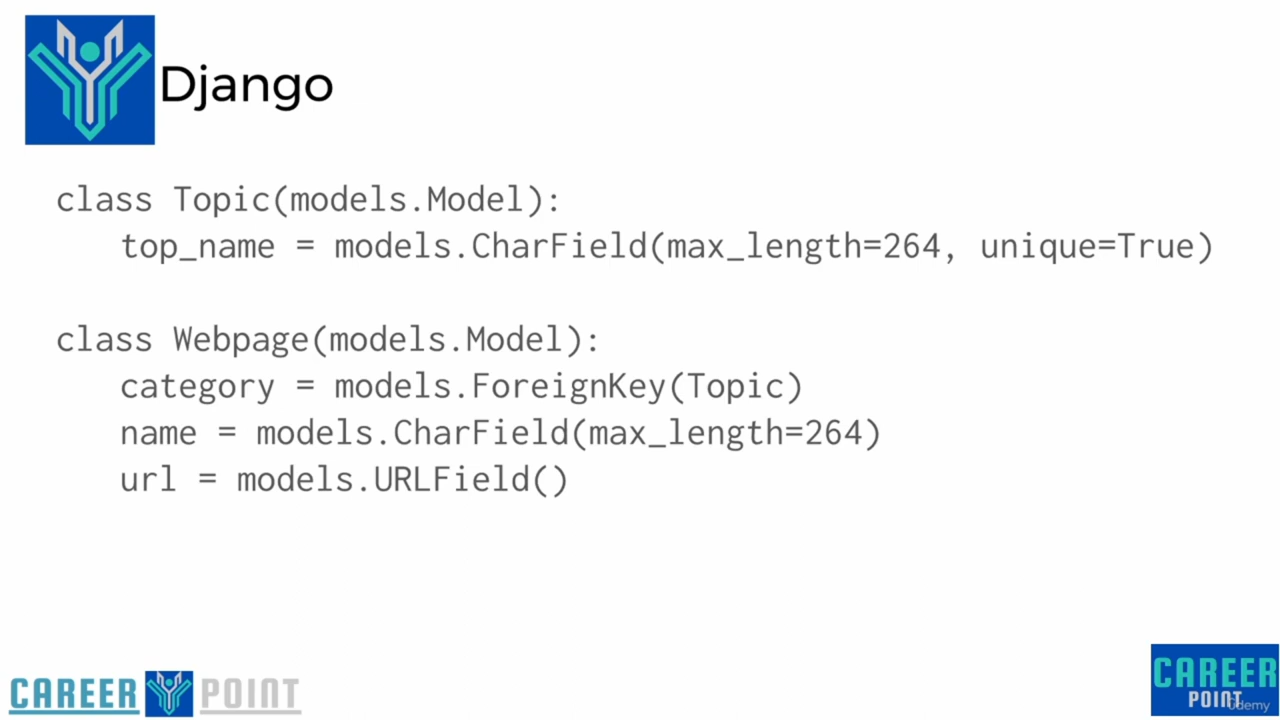 Django
class Topic(models.Model):
    top_name = models.CharField(max_length=264, unique=True)
class Webpage(models.Model):
    category = models.ForeignKey(Topic)
    name = models.CharField(max_length=264)
    url = models.URLField()
CAREER POINT
CAREER
POINT
Udemy